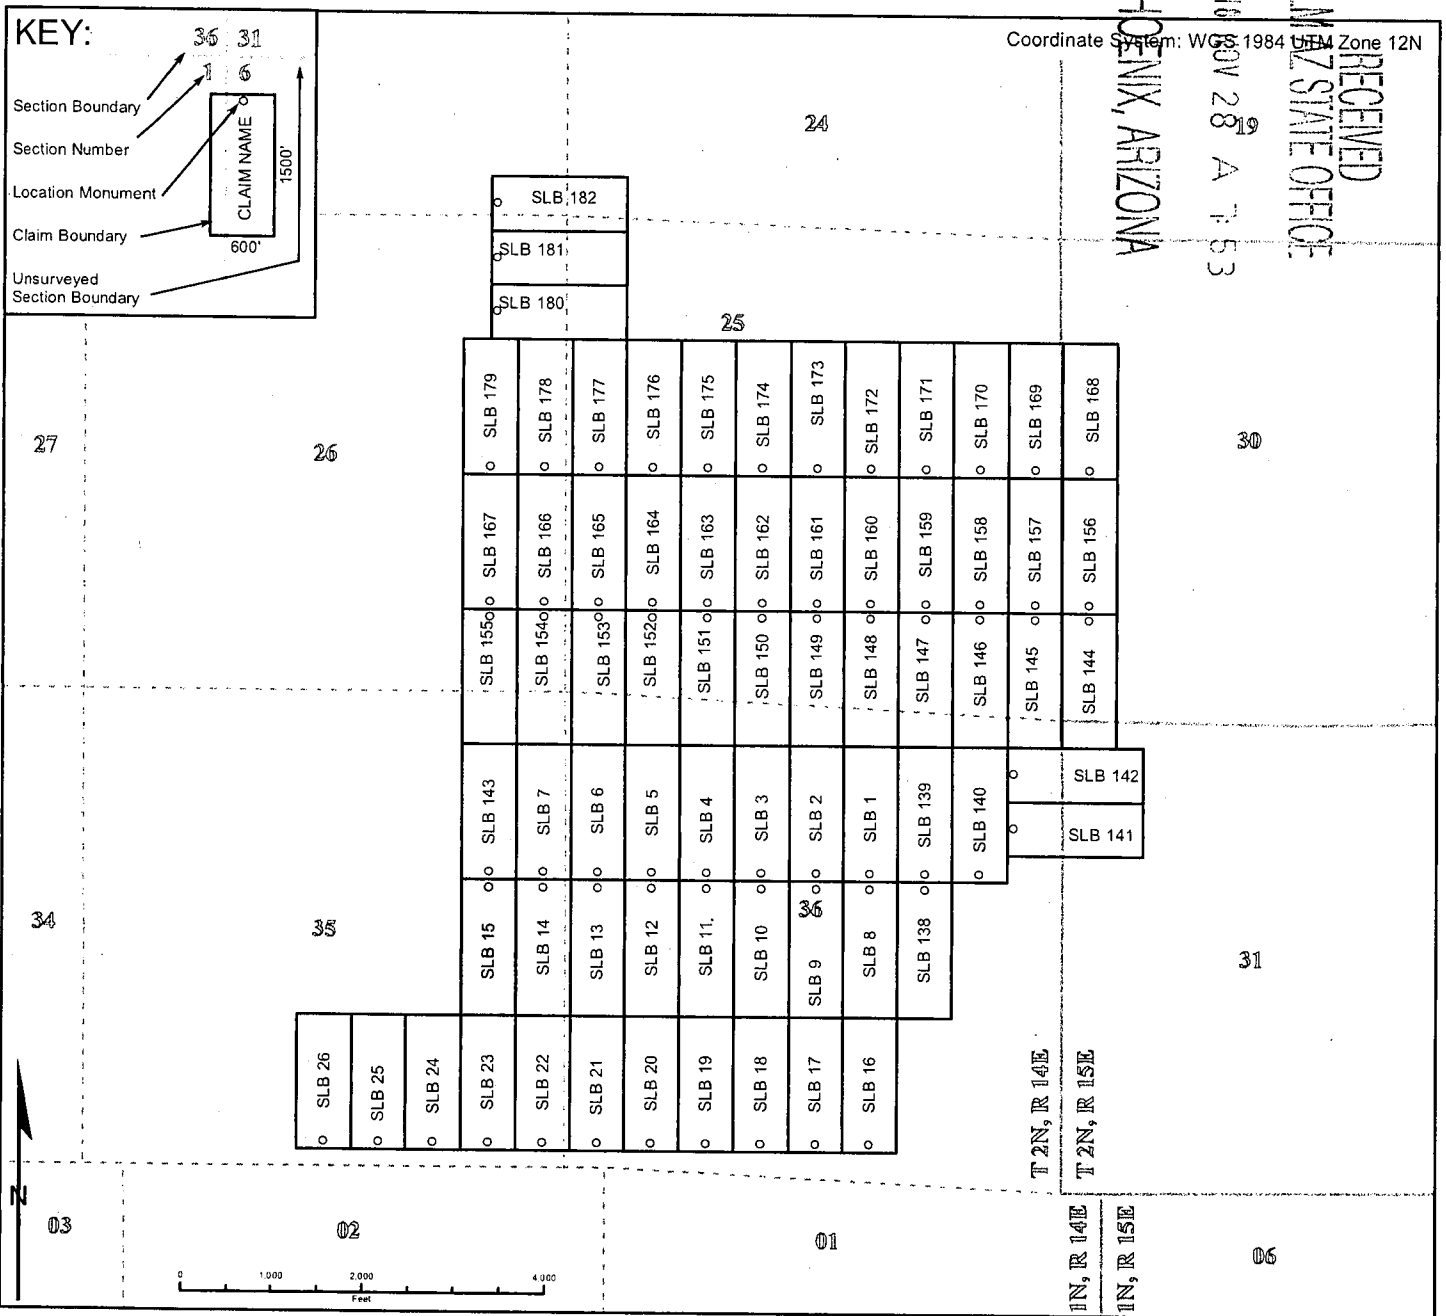 KEY:
36 31
1 6
Section Boundary
Section Number
Location Monument
Claim Boundary
Unsurveyed
Section Boundary
CLAIM NAME
1500'
600'
Coordinate System: WGS 1984 UTM Zone 12N
RECEIVED
AZ STATE OFFICE
NOV 28 A
53
PHOENIX, ARIZONA
24
19
SLB 182
SLB 181
SLB 180
25
SLB 179
SLB 178
SLB 177
SLB 176
SLB 175
SLB 174
SLB 173
SLB 172
SLB 171
SLB 170
SLB 169
SLB 168
27
26
30
SLB 167
SLB 166
SLB 165
SLB 164
SLB 163
SLB 162
SLB 161
SLB 160
SLB 159
SLB 158
SLB 157
SLB 156
SLB 155
SLB 154
SLB 153
SLB 152
SLB 151
SLB 150
SLB 149
SLB 148
SLB 147
SLB 146
SLB 145
SLB 144
SLB 143
SLB 7
SLB 6
SLB 5
SLB 4
SLB 3
SLB 2
SLB 1
SLB 139
SLB 140
SLB 142
SLB 141
34
35
36
31
SLB 15
SLB 14
SLB 13
SLB 12
SLB 11
SLB 10
SLB 9
SLB 8
SLB 138
SLB 26
SLB 25
SLB 24
SLB 23
SLB 22
SLB 21
SLB 20
SLB 19
SLB 18
SLB 17
SLB 16
T 2N, R 14E
T 2N, R 15E
N
03
02
01
06
1N, R 14E
1N, R 15E
0 1,000 2,000 4,000
Feet